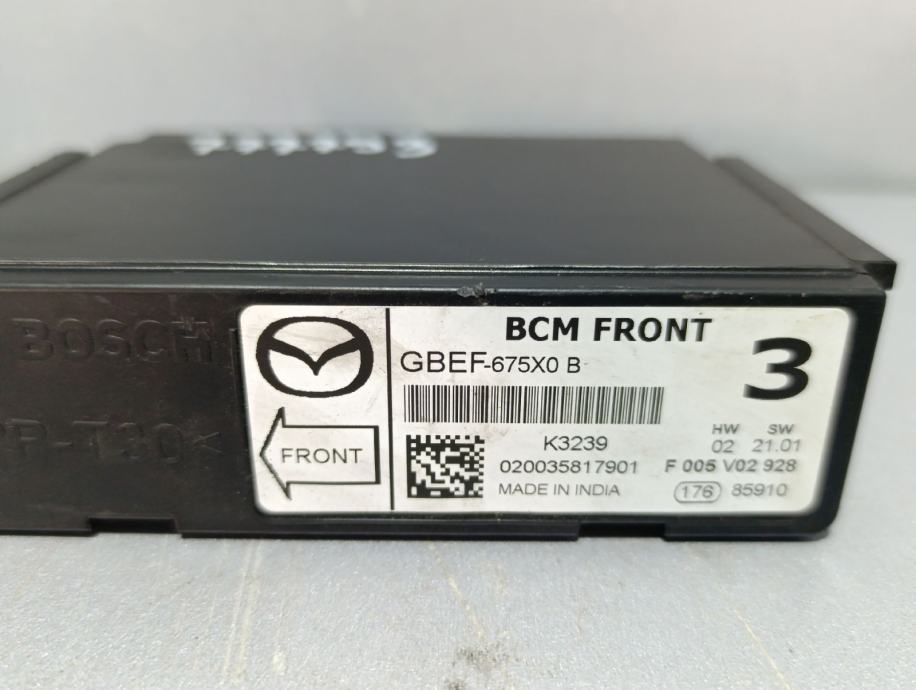 BOSCH
BCM FRONT
GBEF-675X0 B
3
FRONT
K3239
HW SW
02 21.01
020035817901
F 005 V02 928
MADE IN INDIA
176 85910